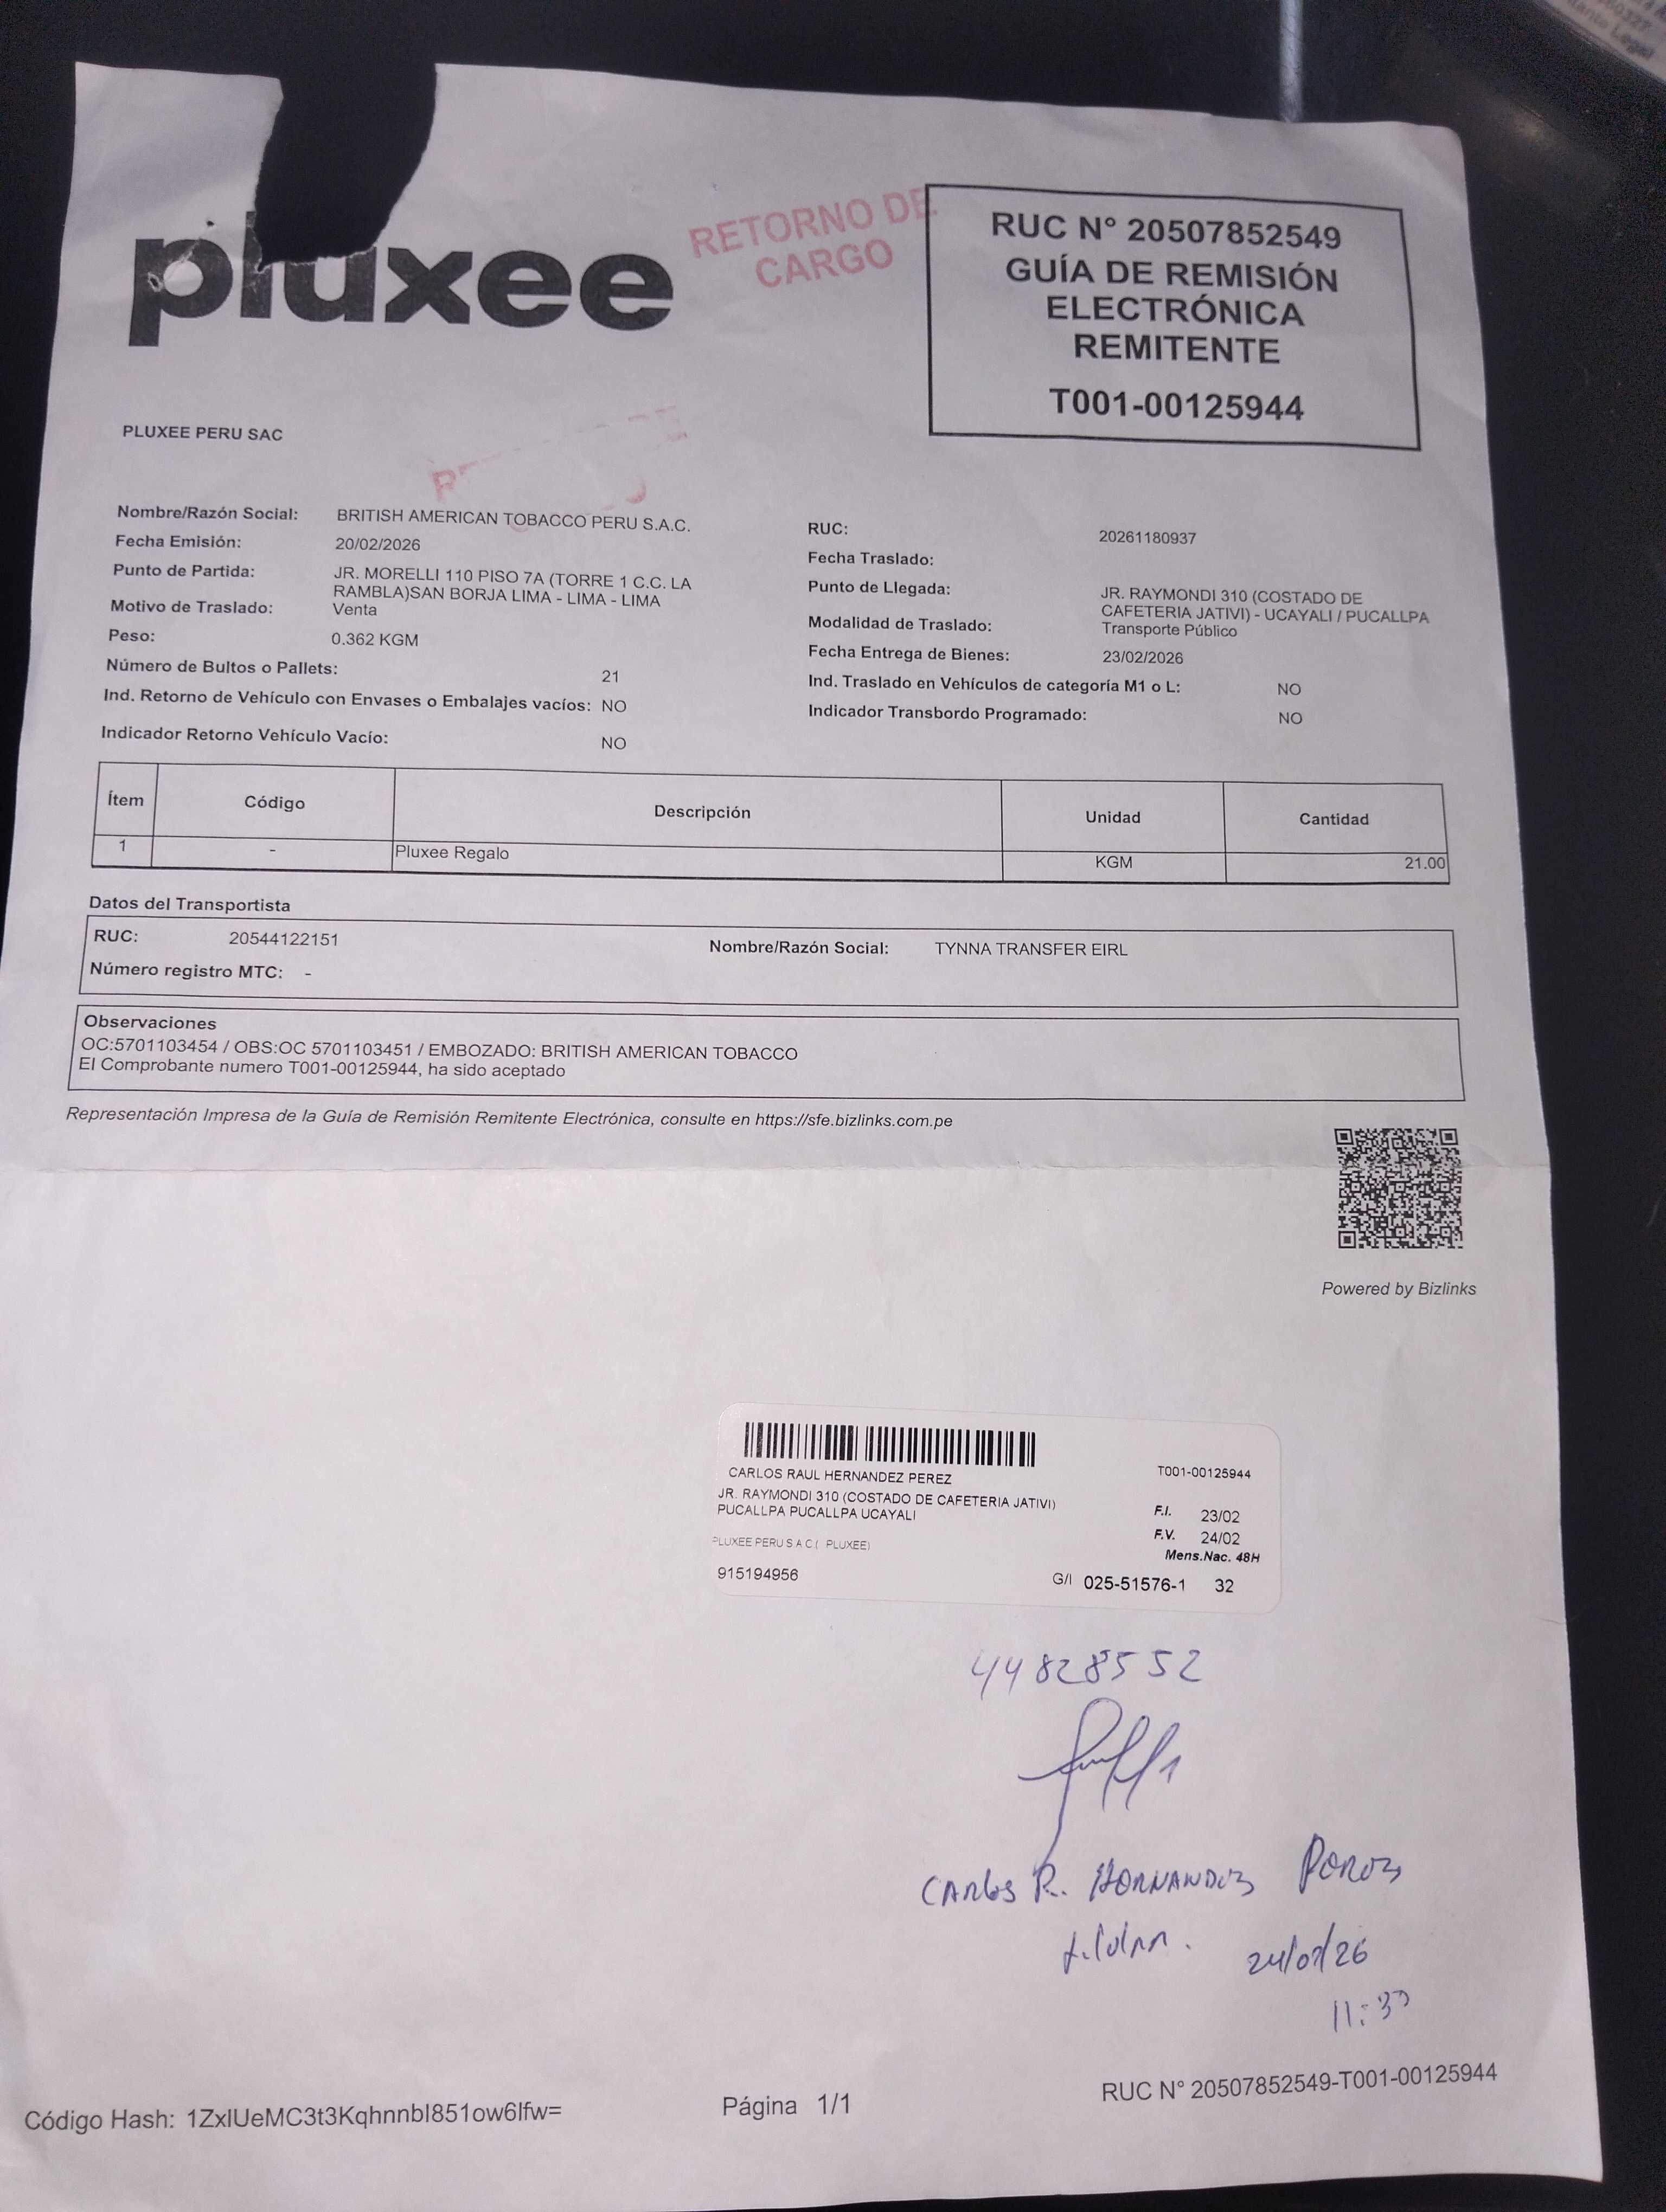 pluxee
RETORNO DE
CARGO
RUC N° 20507852549
GUÍA DE REMISIÓN
ELECTRÓNICA
REMITENTE
T001-00125944
PLUXEE PERU SAC
Nombre/Razón Social: BRITISH AMERICAN TOBACCO PERU S.A.C.
RUC: 20261180937
Fecha Emisión: 20/02/2026
Fecha Traslado:
Punto de Partida: JR. MORELLI 110 PISO 7A (TORRE 1 C.C. LA
RAMBLA)SAN BORJA LIMA - LIMA - LIMA
Punto de Llegada: JR. RAYMONDI 310 (COSTADO DE
CAFETERIA JATIVI) - UCAYALI / PUCALLPA
Motivo de Traslado: Venta
Modalidad de Traslado: Transporte Público
Peso: 0.362 KGM
Fecha Entrega de Bienes: 23/02/2026
Número de Bultos o Pallets: 21
Ind. Traslado en Vehículos de categoría M1 o L: NO
Ind. Retorno de Vehículo con Envases o Embalajes vacíos: NO
Indicador Transbordo Programado: NO
Indicador Retorno Vehículo Vacío: NO
Ítem Código Descripción Unidad Cantidad
1 - Pluxee Regalo KGM 21.00
Datos del Transportista
RUC: 20544122151 Nombre/Razón Social: TYNNA TRANSFER EIRL
Número registro MTC: -
Observaciones
OC:5701103454 / OBS:OC 5701103451 / EMBOZADO: BRITISH AMERICAN TOBACCO
El Comprobante numero T001-00125944, ha sido aceptado
Representación Impresa de la Guía de Remisión Remitente Electrónica, consulte en https://sfe.bizlinks.com.pe
Powered by Bizlinks
CARLOS RAUL HERNANDEZ PEREZ T001-00125944
JR. RAYMONDI 310 (COSTADO DE CAFETERIA JATIVI)
PUCALLPA PUCALLPA UCAYALI
F.I. 23/02
F.V. 24/02
PLUXEE PERU S A C ( PLUXEE)
Mens.Nac. 48H
915194956 G/I 025-51576-1 32
44828552
CARLOS R. HERNANDEZ PEREZ
24/02/26
11:
RUC N° 20507852549-T001-00125944
Código Hash: 1ZxlUeMC3t3Kqhnnbl851ow6lfw= Página 1/1